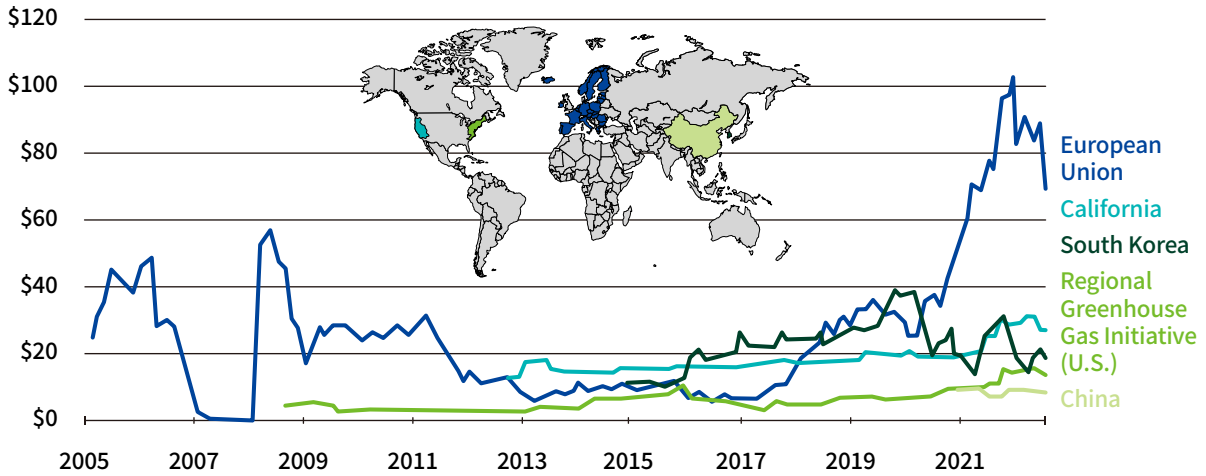 $120
$100
$80
$60
$40
$20
$0
2005 2007 2009 2011 2013 2015 2017 2019 2021
European
Union
California
South Korea
Regional
Greenhouse
Gas Initiative
(U.S.)
China